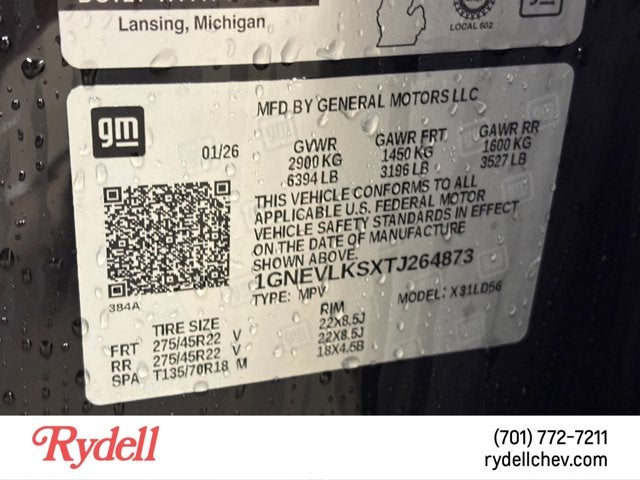 Lansing, Michigan
LOCAL 602
gm
MFD BY GENERAL MOTORS LLC
01/26
GVWR GAWR FRT GAWR RR
2900 KG 1450 KG 1600 KG
6394 LB 3196 LB 3527 LB
THIS VEHICLE CONFORMS TO ALL
APPLICABLE U.S. FEDERAL MOTOR
VEHICLE SAFETY STANDARDS IN EFFECT
ON THE DATE OF MANUFACTURE
SHOWN ABOVE.
1GNEVLKSXTJ264873
TYPE: MPV MODEL: X31LD56
384A
TIRE SIZE RIM
FRT 275/45R22 V 22X8.5J
RR 275/45R22 V 22X8.5J
SPA T135/70R18 M 18X4.5B
Rydell
(701) 772-7211
rydellchev.com